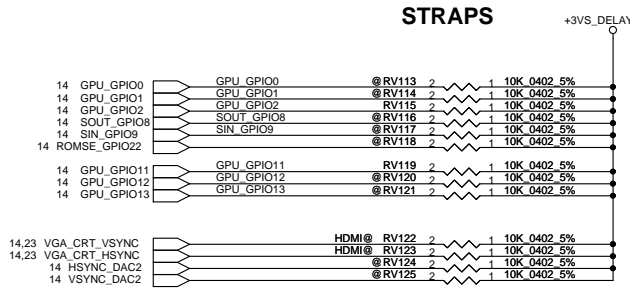 STRAPS
+3VS_DELAY
14 GPU_GPIO0 GPU_GPIO0 @RV113 2 1 10K_0402_5%
14 GPU_GPIO1 GPU_GPIO1 @RV114 2 1 10K_0402_5%
14 GPU_GPIO2 GPU_GPIO2 RV115 2 1 10K_0402_5%
14 SOUT_GPIO8 SOUT_GPIO8 @RV116 2 1 10K_0402_5%
14 SIN_GPIO9 SIN_GPIO9 @RV117 2 1 10K_0402_5%
14 ROMSE_GPIO22 @RV118 2 1 10K_0402_5%
14 GPU_GPIO11 GPU_GPIO11 RV119 2 1 10K_0402_5%
14 GPU_GPIO12 GPU_GPIO12 @RV120 2 1 10K_0402_5%
14 GPU_GPIO13 GPU_GPIO13 @RV121 2 1 10K_0402_5%
14,23 VGA_CRT_VSYNC HDMI@ RV122 2 1 10K_0402_5%
14,23 VGA_CRT_HSYNC HDMI@ RV123 2 1 10K_0402_5%
14 HSYNC_DAC2 @RV124 2 1 10K_0402_5%
14 VSYNC_DAC2 @RV125 2 1 10K_0402_5%